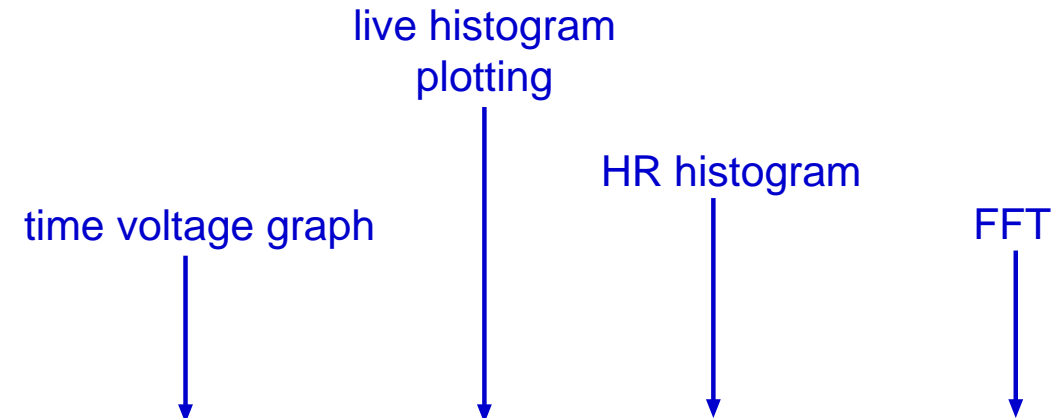 live histogram
plotting
HR histogram
time voltage graph
FFT